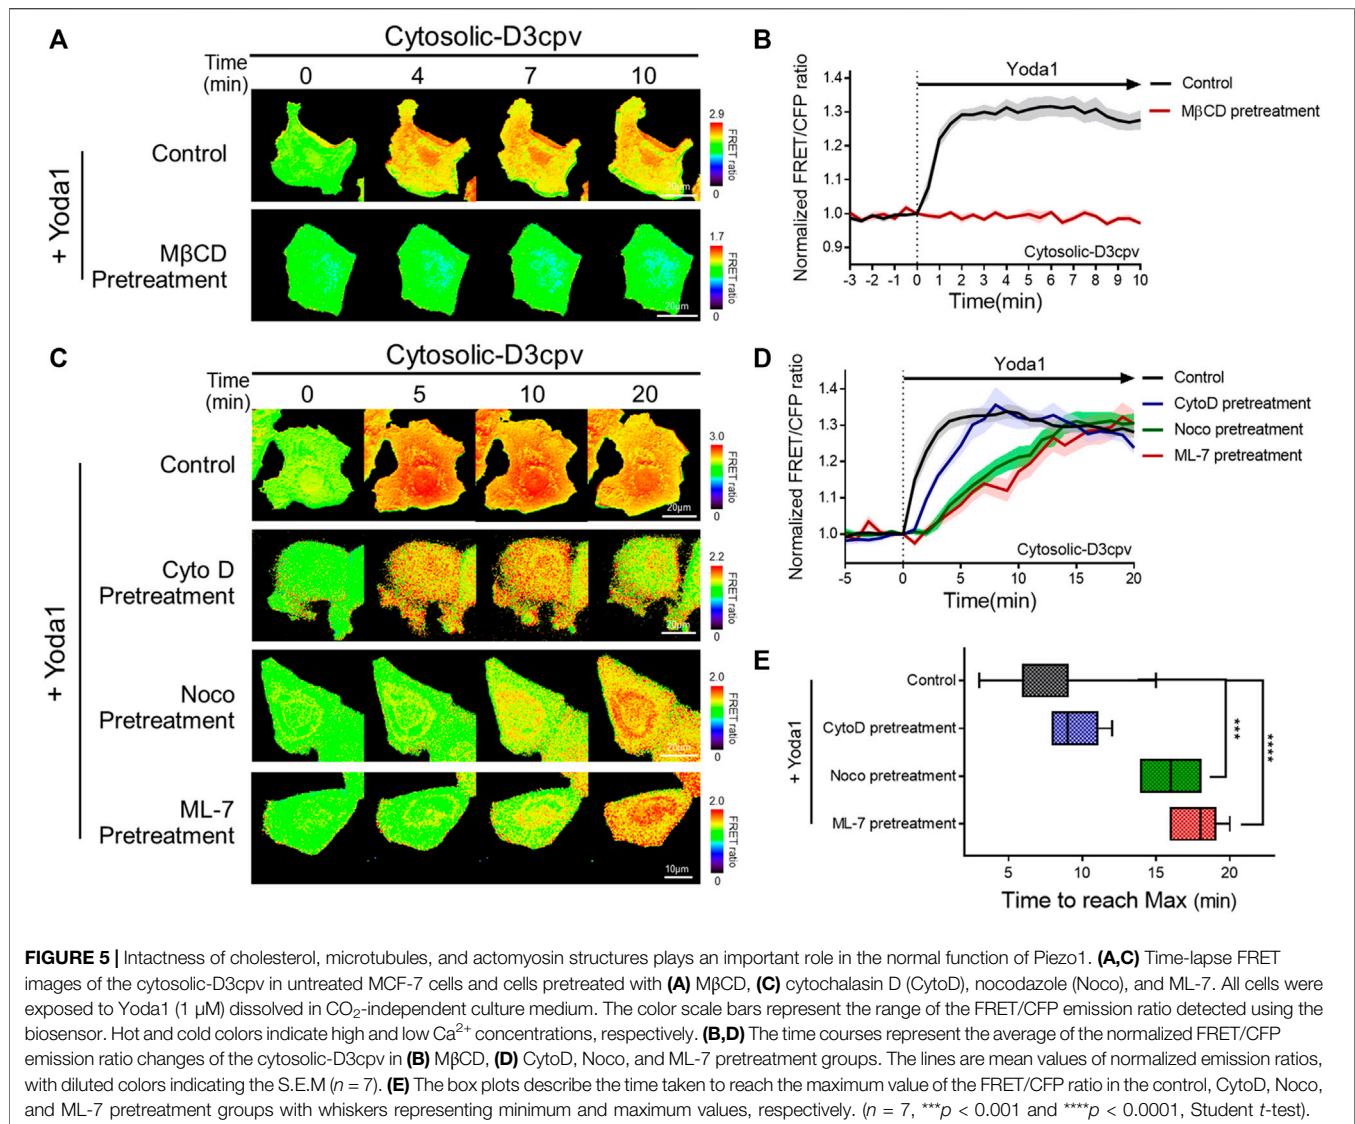 A
Cytosolic-D3cpv
Time
(min)
0 4 7 10
+ Yoda1
Control
2.9
FRET ratio
0
20µm
MβCD
Pretreatment
1.7
FRET ratio
0
20µm
B
Yoda1
Control
MβCD pretreatment
Normalized FRET/CFP ratio
1.4
1.3
1.2
1.1
1.0
0.9
Cytosolic-D3cpv
-3 -2 -1 0 1 2 3 4 5 6 7 8 9 10
Time(min)
C
Cytosolic-D3cpv
Time
(min)
0 5 10 20
+ Yoda1
Control
3.0
FRET ratio
0
20µm
Cyto D
Pretreatment
2.2
FRET ratio
0
20µm
Noco
Pretreatment
2.0
FRET ratio
0
20µm
ML-7
Pretreatment
2.0
FRET ratio
0
10µm
D
Yoda1
Control
CytoD pretreatment
Noco pretreatment
ML-7 pretreatment
Normalized FRET/CFP ratio
1.4
1.3
1.2
1.1
1.0
Cytosolic-D3cpv
-5 0 5 10 15 20
Time(min)
E
+ Yoda1
Control
CytoD pretreatment
Noco pretreatment
ML-7 pretreatment
***
****
5 10 15 20
Time to reach Max (min)
FIGURE 5 | Intactness of cholesterol, microtubules, and actomyosin structures plays an important role in the normal function of Piezo1. (A,C) Time-lapse FRET
images of the cytosolic-D3cpv in untreated MCF-7 cells and cells pretreated with (A) MβCD, (C) cytochalasin D (CytoD), nocodazole (Noco), and ML-7. All cells were
exposed to Yoda1 (1 µM) dissolved in CO₂-independent culture medium. The color scale bars represent the range of the FRET/CFP emission ratio detected using the
biosensor. Hot and cold colors indicate high and low Ca²⁺ concentrations, respectively. (B,D) The time courses represent the average of the normalized FRET/CFP
emission ratio changes of the cytosolic-D3cpv in (B) MβCD, (D) CytoD, Noco, and ML-7 pretreatment groups. The lines are mean values of normalized emission ratios,
with diluted colors indicating the S.E.M (n = 7). (E) The box plots describe the time taken to reach the maximum value of the FRET/CFP ratio in the control, CytoD, Noco,
and ML-7 pretreatment groups with whiskers representing minimum and maximum values, respectively. (n = 7, ***p < 0.001 and ****p < 0.0001, Student t-test).